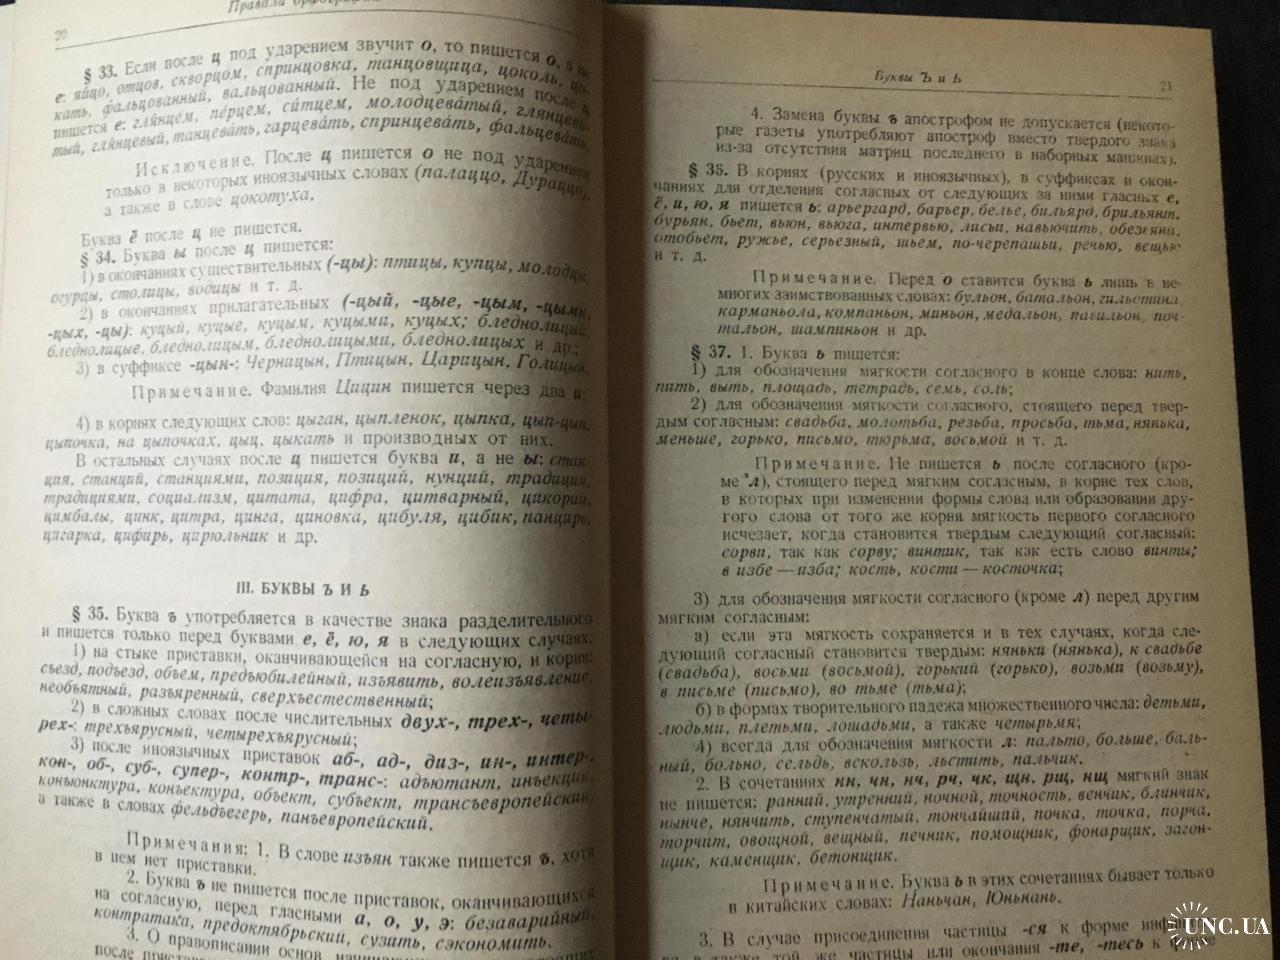 20
Правила орфографии
§ 33. Если после ц под ударением звучит о, то пишется о, а не
е: яйцо, отцов, скворцом, спринцовка, танцовщица, цоколь, цо-
кать, фальцованный, вальцованный. Не под ударением после ц
пишется е: глянцем, перцем, ситцем, молодцеватый, глянцеви-
тый, глянцевый, танцевать, гарцевать, спринцевать, фальцевать.
Исключение. После ц пишется о не под ударением
только в некоторых иноязычных словах (палаццо, Дураццо),
а также в слове цокотуха.
Буква ё после ц не пишется.
§ 34. Буква ы после ц пишется:
1) в окончаниях существительных (-цы): птицы, купцы, молодцы,
огурцы, столицы, водицы и т. д.
2) в окончаниях прилагательных (-цый, -цые, -цым, -цыми,
-цых, -цы): куцый, куцые, куцым, куцыми, куцых; бледнолицый,
бледнолицые, бледнолицым, бледнолицыми, бледнолицых и др.;
3) в суффиксе -цын-: Черницын, Птицын, Царицын, Голицын.
Примечание. Фамилия Цицин пишется через два и;
4) в корнях следующих слов: цыган, цыпленок, цыпка, цып-цып,
цыпочка, на цыпочках, цыц, цыкать и производных от них.
В остальных случаях после ц пишется буква и, а не ы: стан-
ция, станций, станциями, позиция, позиций, нунций, традиция,
традициями, социализм, цитата, цифра, цитварный, цикорий,
цимбалы, цинк, цитра, цинга, циновка, цибуля, цибик, панцирь,
цигарка, цифирь, цирюльник и др.
III. БУКВЫ Ъ И Ь
§ 35. Буква ъ употребляется в качестве знака разделительного
и пишется только перед буквами е, ё, ю, я в следующих случаях:
1) на стыке приставки, оканчивающейся на согласную, и корня:
съезд, подъезд, объем, предъюбилейный, изъявить, волеизъявление,
необъятный, разъяренный, сверхъестественный;
2) в сложных словах после числительных двух-, трех-, четы-
рех-: трехъярусный, четырехъярусный;
3) после иноязычных приставок аб-, ад-, диз-, ин-, интер-,
кон-, об-, суб-, супер-, контр-, транс-: адъютант, инъекция,
конъюнктура, конъектура, объект, субъект, трансъевропейский,
а также в словах фельдъегерь, панъевропейский.
Примечания: 1. В слове изъян также пишется ъ, хотя
в нем нет приставки.
2. Буква ъ не пишется после приставок, оканчивающихся
на согласную, перед гласными а, о, у, э: безаварийный,
контратака, предоктябрьский, сузить, сэкономить.
3. О правописании основ,
после
Буквы Ъ и Ь
21
4. Замена буквы ъ апострофом не допускается (некото-
рые газеты употребляют апостроф вместо твердого знака
из-за отсутствия матриц последнего в наборных машинах).
§ 36. В корнях (русских и иноязычных), в суффиксах и окон-
чаниях для отделения согласных от следующих за ними гласных е,
ё, и, ю, я пишется ь: арьергард, барьер, белье, бильярд, брильянт,
бурьян, бьет, вьюн, вьюга, интервью, лисьи, навьючить, обезьяна,
отобьет, ружье, серьезный, шьем, по-черепашьи, речью, вещью
и т. д.
Примечание. Перед о ставится буква ь лишь в не-
многих заимствованных словах: бульон, батальон, гильотина,
карманьола, компаньон, миньон, медальон, павильон, поч-
тальон, шампиньон и др.
§ 37. 1. Буква ь пишется:
1) для обозначения мягкости согласного в конце слова: нить,
пить, выть, площадь, тетрадь, семь, соль;
2) для обозначения мягкости согласного, стоящего перед твер-
дым согласным: свадьба, молотьба, резьба, просьба, тьма, нянька,
меньше, горько, письмо, тюрьма, восьмой и т. д.
Примечание. Не пишется ь после согласного (кро-
ме л), стоящего перед мягким согласным, в корне тех слов,
в которых при изменении формы слова или образовании дру-
гого слова от того же корня мягкость первого согласного
исчезает, когда становится твердым следующий согласный:
сорви, так как сорву; винтик, так как есть слово винты;
в избе — изба; кость, кости — косточка;
3) для обозначения мягкости согласного (кроме л) перед другим
мягким согласным:
а) если эта мягкость сохраняется и в тех случаях, когда сле-
дующий согласный становится твердым: няньки (нянька), к свадьбе
(свадьба), восьми (восьмой), горький (горько), возьми (возьму),
в письме (письмо), во тьме (тьма);
б) в формах творительного падежа множественного числа: детьми,
людьми, плетьми, лошадьми, а также четырьмя;
4) всегда для обозначения мягкости л: пальто, больше, баль-
ный, больно, сельдь, вскользь, льстить, пальчик.
2. В сочетаниях нн, чн, нч, рч, чк, щн, рщ, нщ мягкий знак
не пишется: ранний, утренний, ночной, точность, венчик, блинчик,
нынче, нянчить, ступенчатый, тончайший, почка, точка, порча,
торчит, овощной, вещный, печник, помощник, фонарщик, загон-
щик, каменщик, бетонщик.
Примечание. Буква ь в этих сочетаниях бывает только
в китайских словах: Наньчан, Юньнань.
3. В случае присоединения частицы -ся к форме инфини-
ва, а также той же частицы или окончания -те, -тесь к форме
UNC.UA